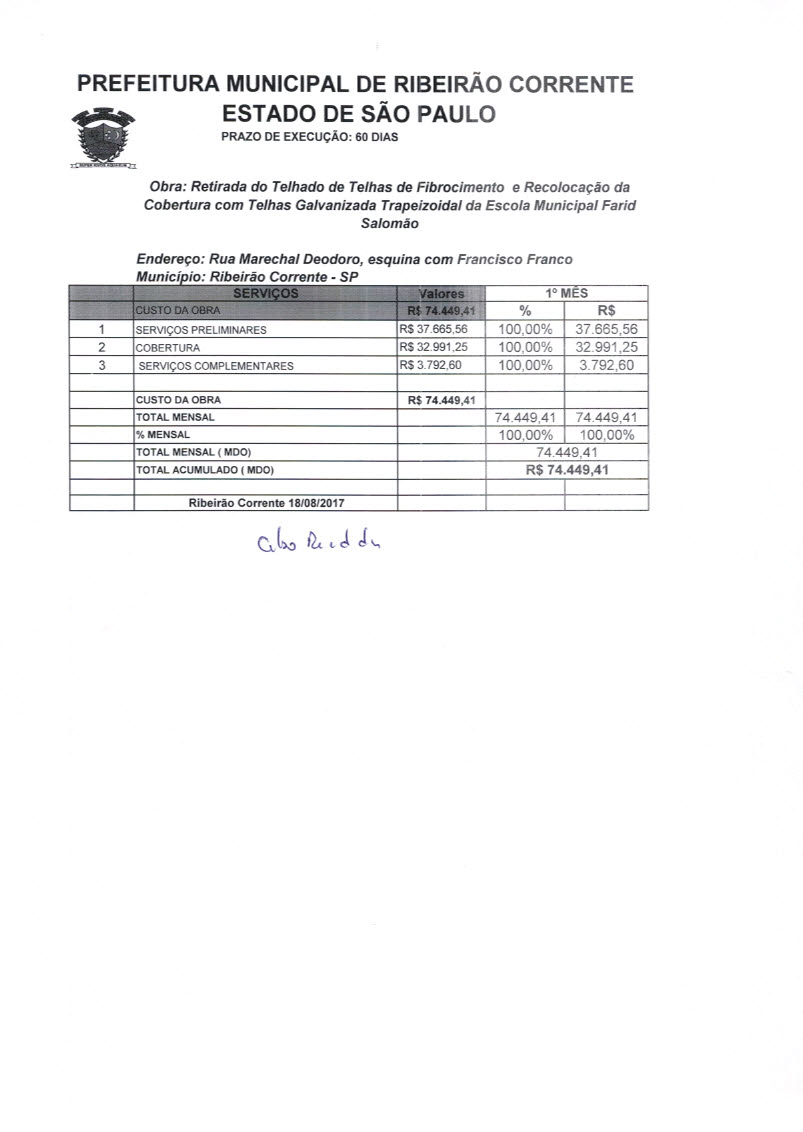 PREFEITURA MUNICIPAL DE RIBEIRÃO CORRENTE
ESTADO DE SÃO PAULO
PRAZO DE EXECUÇÃO: 60 DIAS
Obra: Retirada do Telhado de Telhas de Fibrocimento e Recolocação da
Cobertura com Telhas Galvanizada Trapeizoidal da Escola Municipal Farid
Salomão
Endereço: Rua Marechal Deodoro, esquina com Francisco Franco
Município: Ribeirão Corrente - SP
SERVIÇOS Valores 1º MÊS
CUSTO DA OBRA R$ 74.449,41 % R$
1 SERVIÇOS PRELIMINARES R$ 37.665,56 100,00% 37.665,56
2 COBERTURA R$ 32.991,25 100,00% 32.991,25
3 SERVIÇOS COMPLEMENTARES R$ 3.792,60 100,00% 3.792,60
CUSTO DA OBRA R$ 74.449,41
TOTAL MENSAL 74.449,41 74.449,41
% MENSAL 100,00% 100,00%
TOTAL MENSAL ( MDO) 74.449,41
TOTAL ACUMULADO ( MDO) R$ 74.449,41
Ribeirão Corrente 18/08/2017